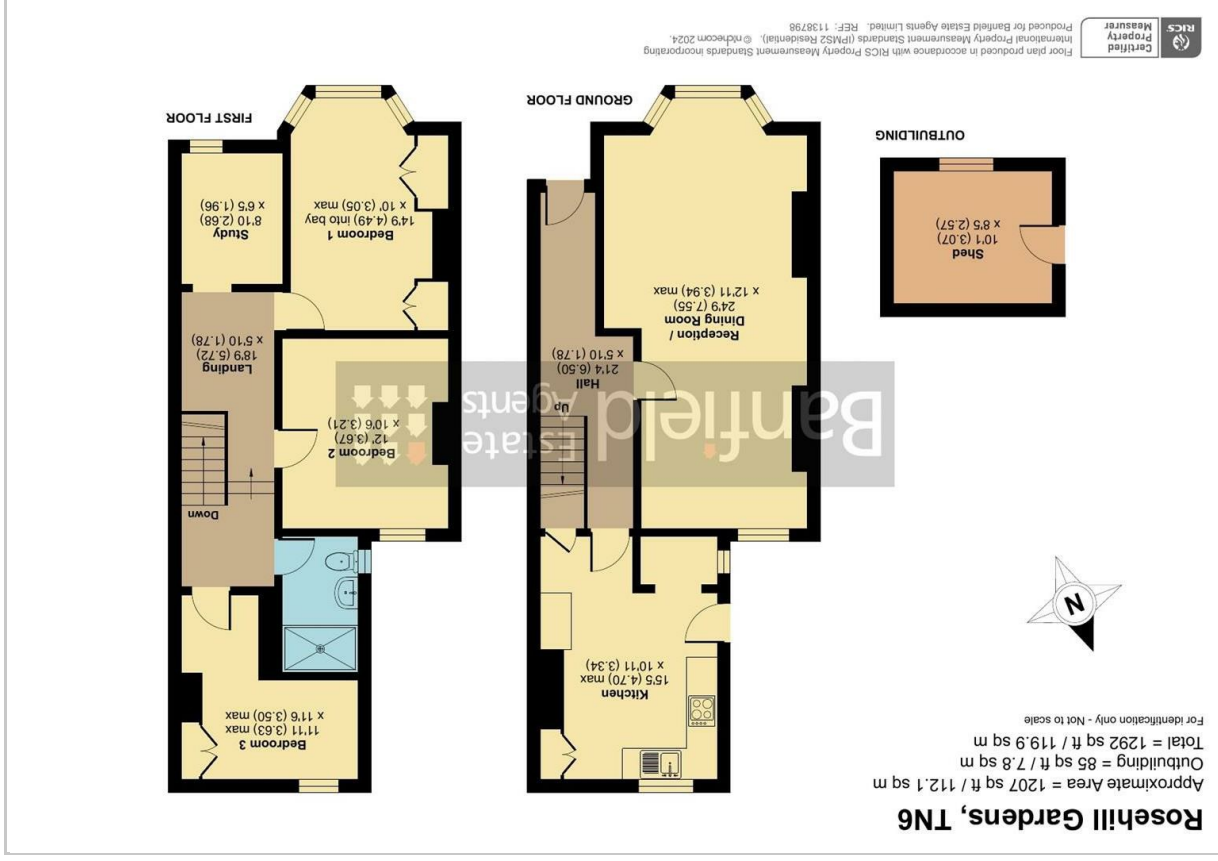 Rosehill Gardens, TN6
Approximate Area = 1207 sq ft / 112.1 sq m
Outbuilding = 85 sq ft / 7.8 sq m
Total = 1292 sq ft / 119.9 sq m
For identification only - Not to scale
N
Kitchen
15'5 (4.70) max
x 10'11 (3.34)
Up
Hall
21'4 (6.50)
x 5'10 (1.78)
Reception /
Dining Room
24'9 (7.55)
x 12'11 (3.94) max
GROUND FLOOR
Bedroom 3
11'11 (3.63) max
x 11'6 (3.50) max
Down
Bedroom 2
12' (3.67)
x 10'6 (3.21)
Landing
18'9 (5.72)
x 5'10 (1.78)
Bedroom 1
14'9 (4.49) into bay
x 10' (3.05) max
Study
8'10 (2.68)
x 6'5 (1.96)
FIRST FLOOR
Shed
10'1 (3.07)
x 8'5 (2.57)
OUTBUILDING
Banfield Estate
Agents
RICS
Certified
Property
Measurer
Floor plan produced in accordance with RICS Property Measurement Standards incorporating
International Property Measurement Standards (IPMS2 Residential). © nichecom 2024.
Produced for Banfield Estate Agents Limited. REF: 1138798